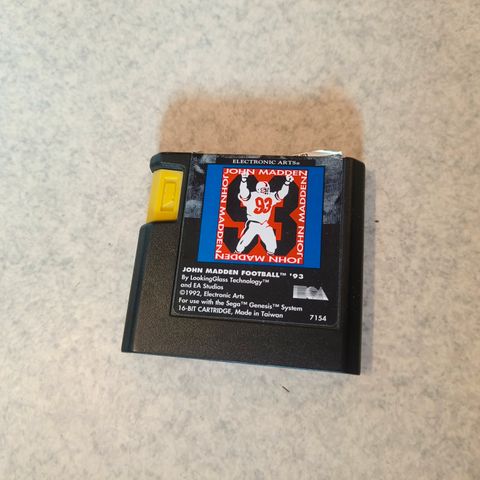 ELECTRONIC ARTS®
JOHN MADDEN
JOHN MADDEN
JOHN MADDEN
93
JOHN MADDEN
JOHN MADDEN FOOTBALL™ '93
By LookingGlass Technology™
and EA Studios
©1992, Electronic Arts
For use with the Sega™ Genesis™ System
16-BIT CARTRIDGE, Made in Taiwan
EA
7154